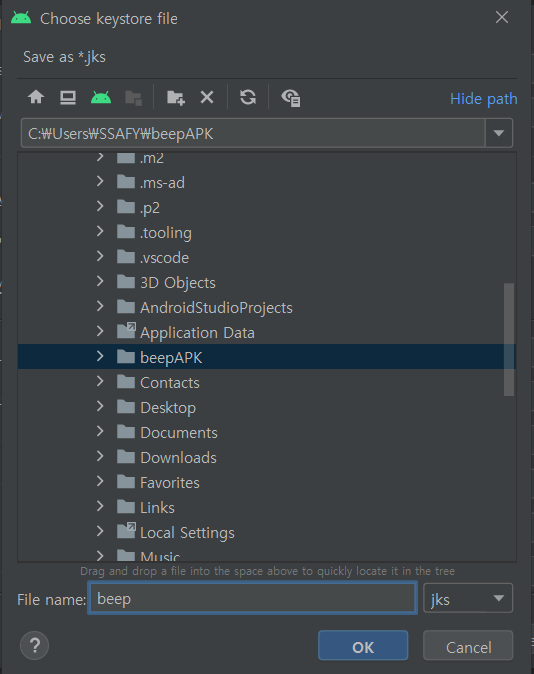 Choose keystore file
Save as *.jks
Hide path
C:₩Users₩SSAFY₩beepAPK
.m2
.ms-ad
.p2
.tooling
.vscode
3D Objects
AndroidStudioProjects
Application Data
beepAPK
Contacts
Desktop
Documents
Downloads
Favorites
Links
Local Settings
Music
Drag and drop a file into the space above to quickly locate it in the tree
File name: beep jks
? OK Cancel